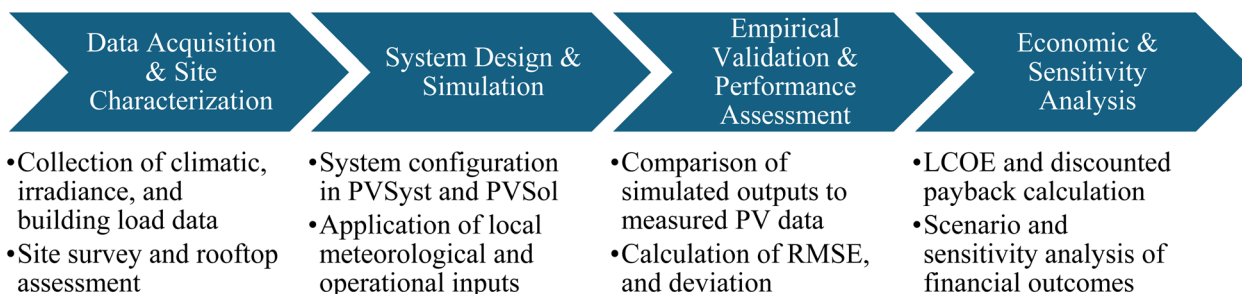 Data Acquisition
& Site
Characterization
•Collection of climatic,
irradiance, and
building load data
•Site survey and rooftop
assessment
System Design &
Simulation
•System configuration
in PVSyst and PVSol
•Application of local
meteorological and
operational inputs
Empirical
Validation &
Performance
Assessment
•Comparison of
simulated outputs to
measured PV data
•Calculation of RMSE,
and deviation
Economic &
Sensitivity
Analysis
•LCOE and discounted
payback calculation
•Scenario and
sensitivity analysis of
financial outcomes